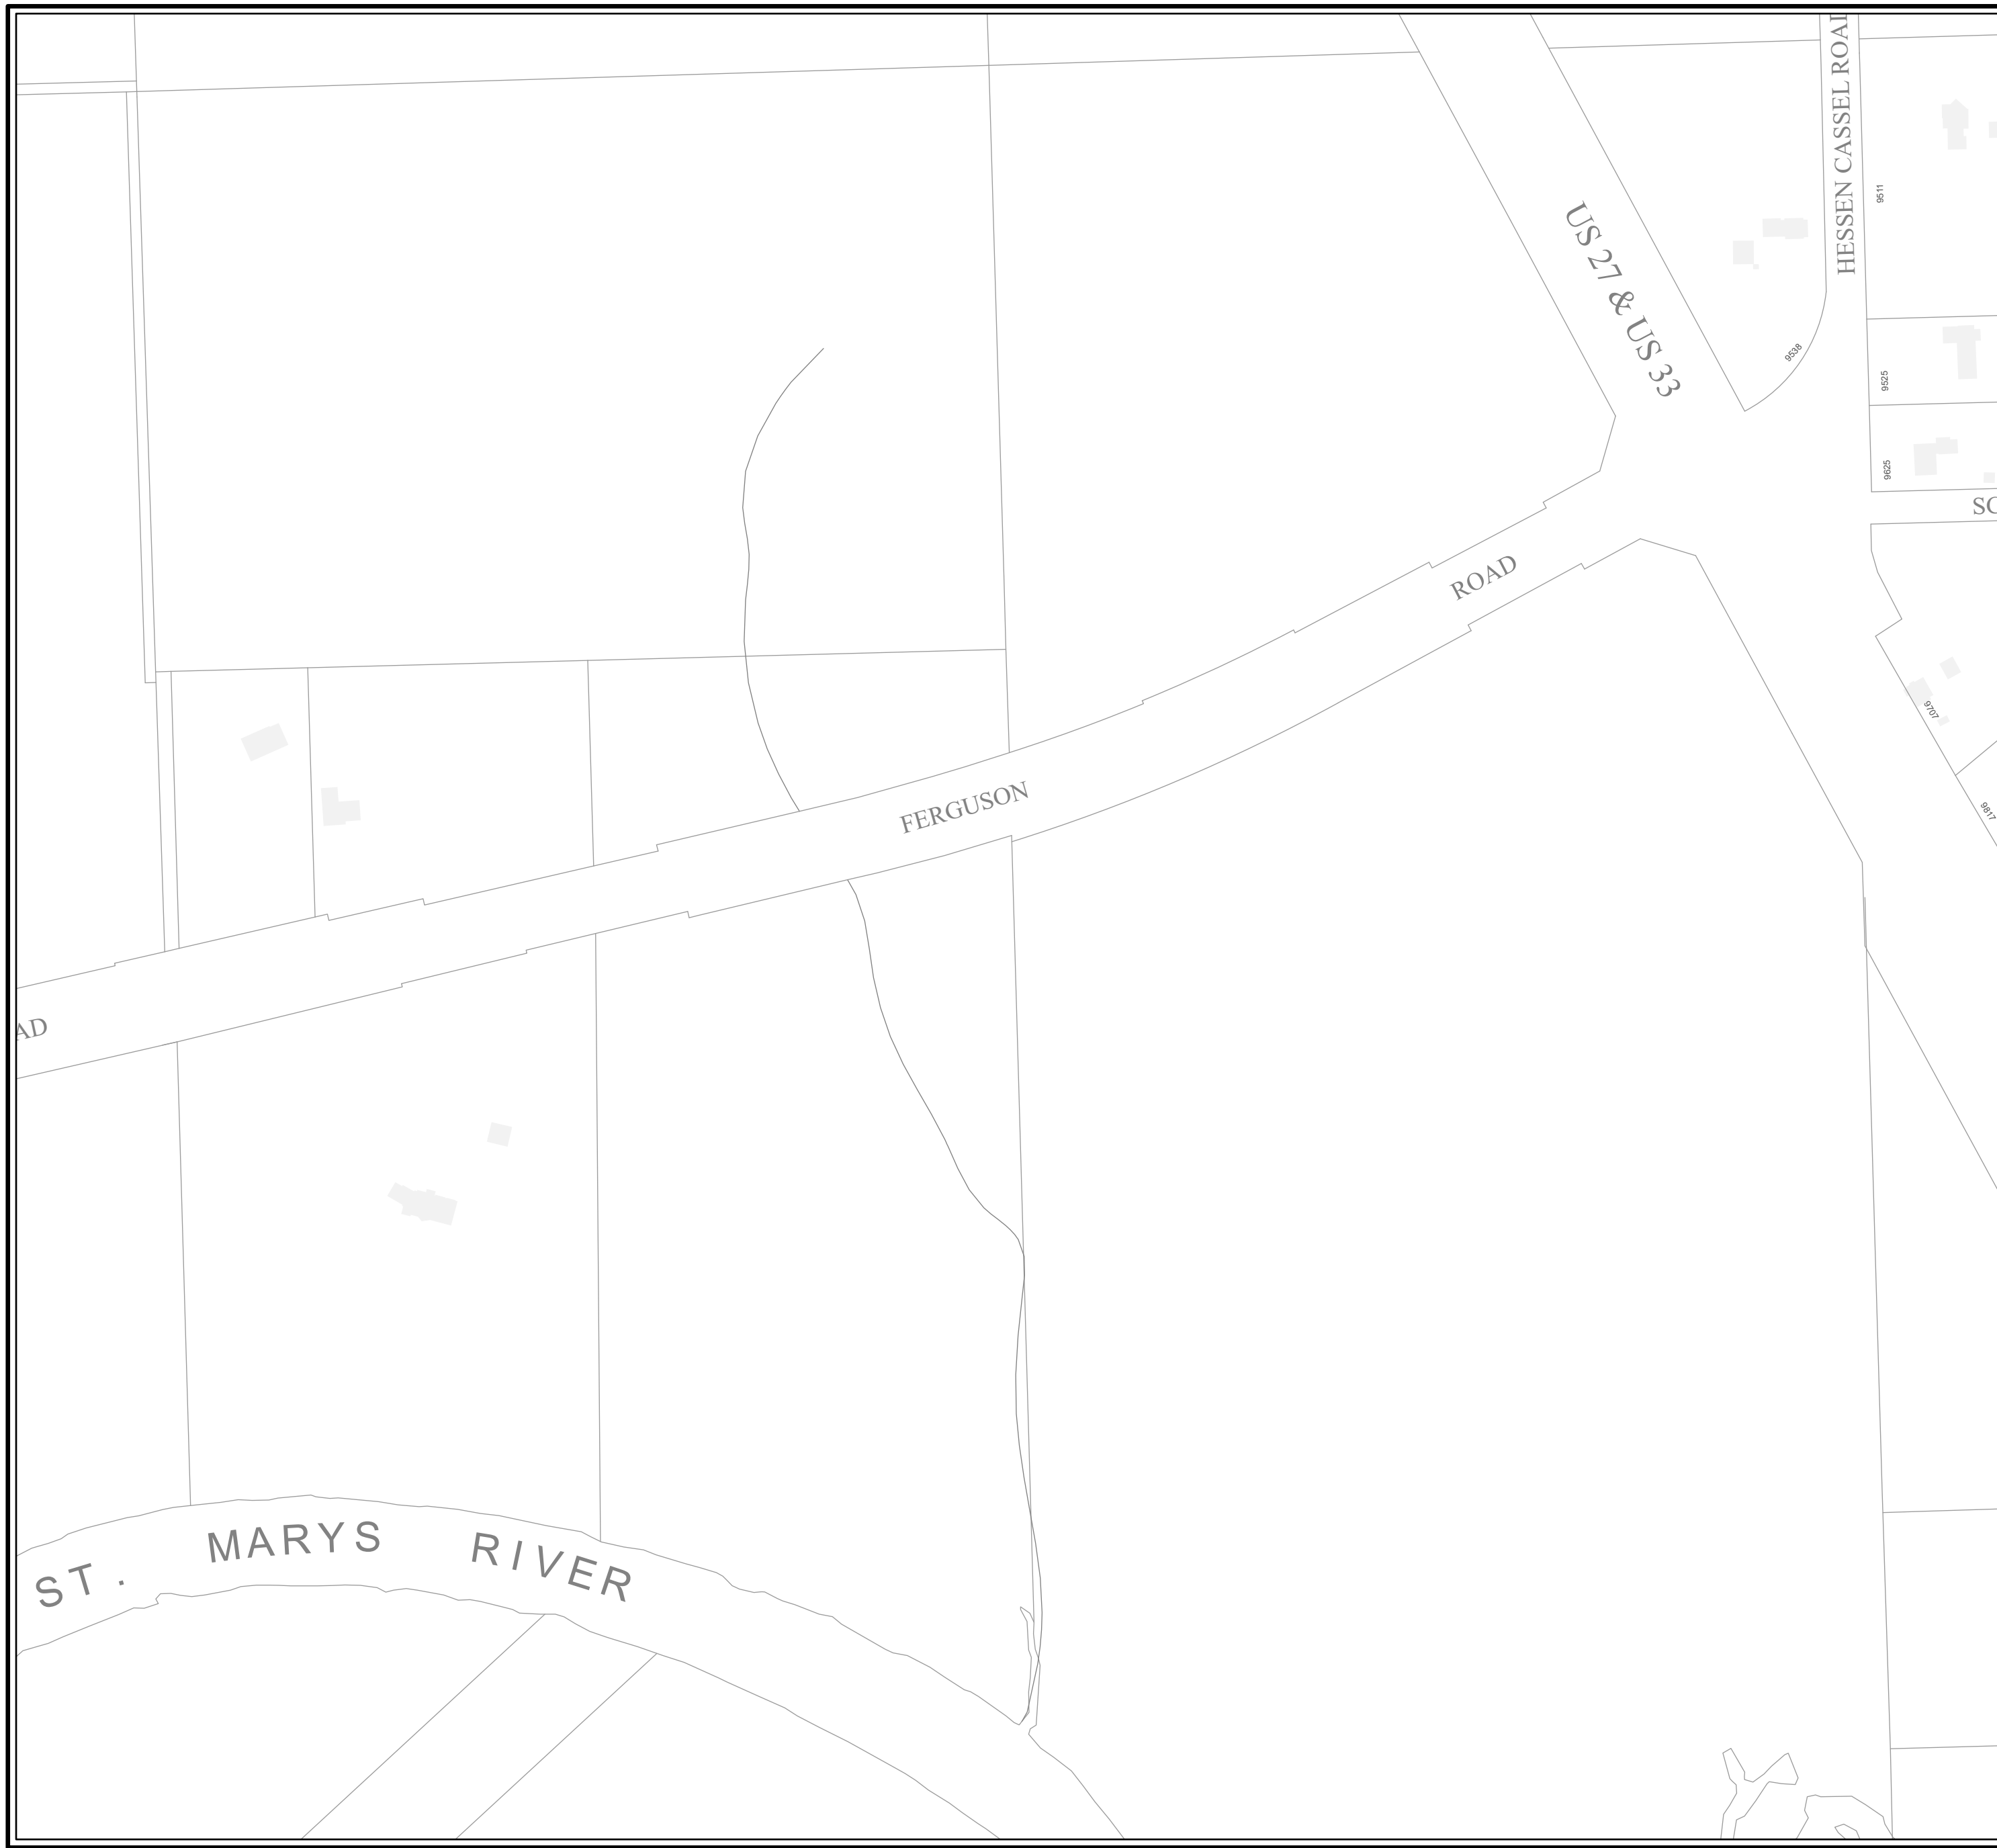 HESSEN CASSEL ROAD
9511
US 27 & US 33
9538
9525
9625
SC
ROAD
9707
FERGUSON
9817
AD
ST. MARYS RIVER